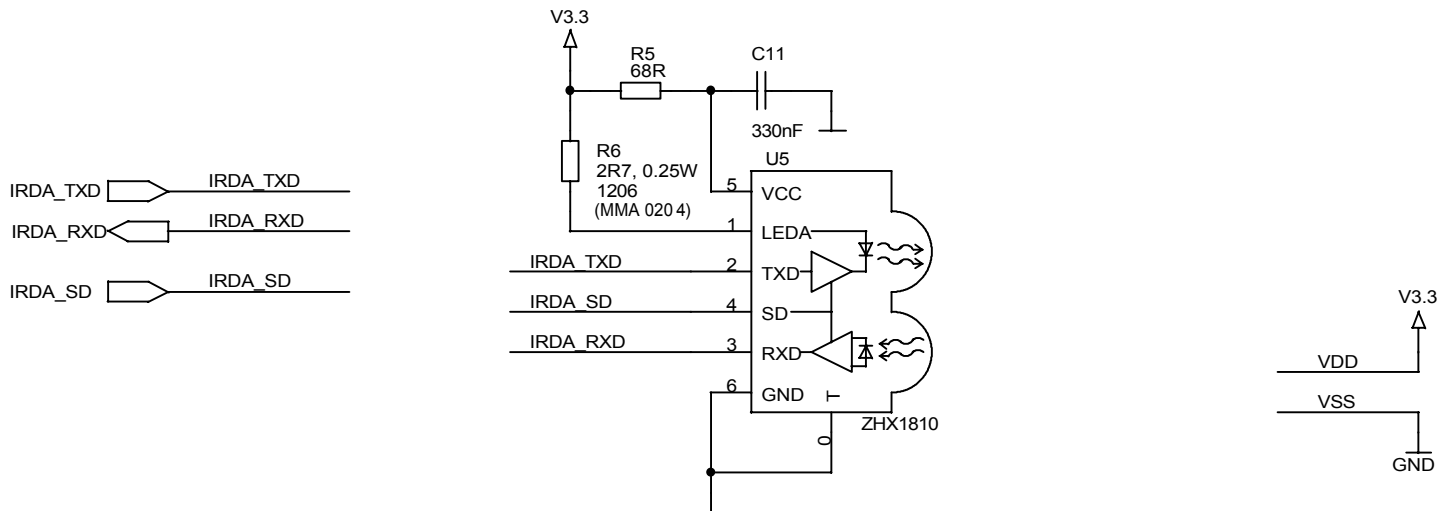 V3.3
R5
68R
C11
330nF
R6
2R7, 0.25W
1206
(MMA 020 4)
U5
IRDA_TXD
IRDA_TXD
IRDA_RXD
IRDA_RXD
IRDA_SD
IRDA_SD
5
VCC
1
LEDA
IRDA_TXD
2
TXD
IRDA_SD
4
SD
IRDA_RXD
3
RXD
6
GND
T
0
ZHX1810
V3.3
VDD
VSS
GND